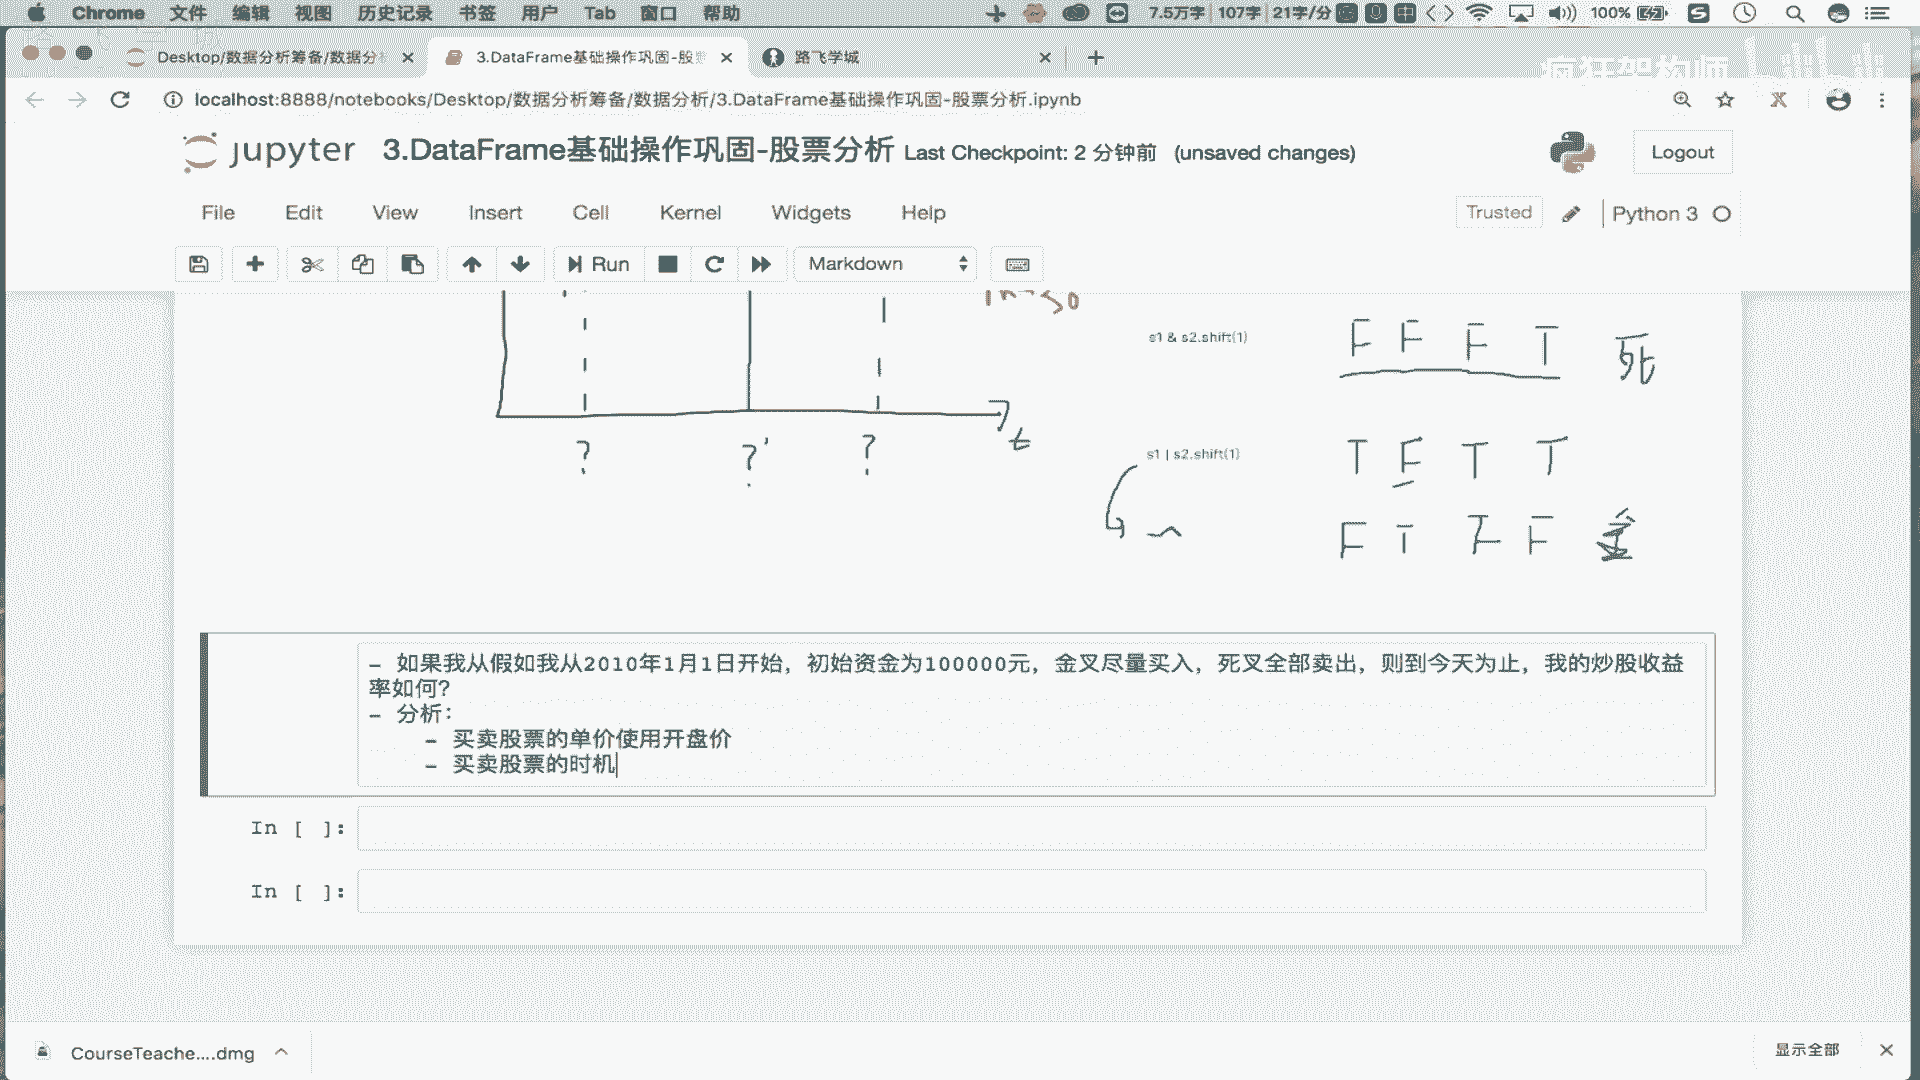 Chrome 文件 编辑 视图 历史记录 书签 用户 Tab 窗口 帮助 7.5万字 107字 21字/分 中 100%
Desktop/数据分析筹备/数据分
3.DataFrame基础操作巩固-股
路飞学城
疯狂架构师 bilibili
localhost:8888/notebooks/Desktop/数据分析筹备/数据分析/3.DataFrame基础操作巩固-股票分析.ipynb
jupyter 3.DataFrame基础操作巩固-股票分析 Last Checkpoint: 2 分钟前 (unsaved changes)
Logout
File Edit View Insert Cell Kernel Widgets Help
Trusted Python 3
Run Markdown
s1 & s2.shift(1) F F F T 死
t
? ?' ?
s1 | s2.shift(1) T F T T
~ F T F F 金
- 如果我从假如我从2010年1月1日开始，初始资金为100000元，金叉尽量买入，死叉全部卖出，则到今天为止，我的炒股收益
率如何？
- 分析：
- 买卖股票的单价使用开盘价
- 买卖股票的时机
In [ ]:
In [ ]:
CourseTeache....dmg
显示全部